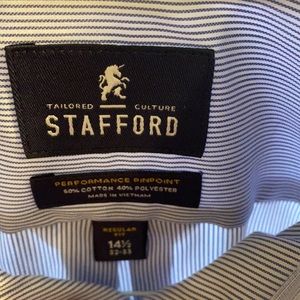 TAILORED CULTURE
STAFFORD
PERFORMANCE PINPOINT
60% COTTON 40% POLYESTER
MADE IN VIETNAM
REGULAR
FIT
14½
32-33